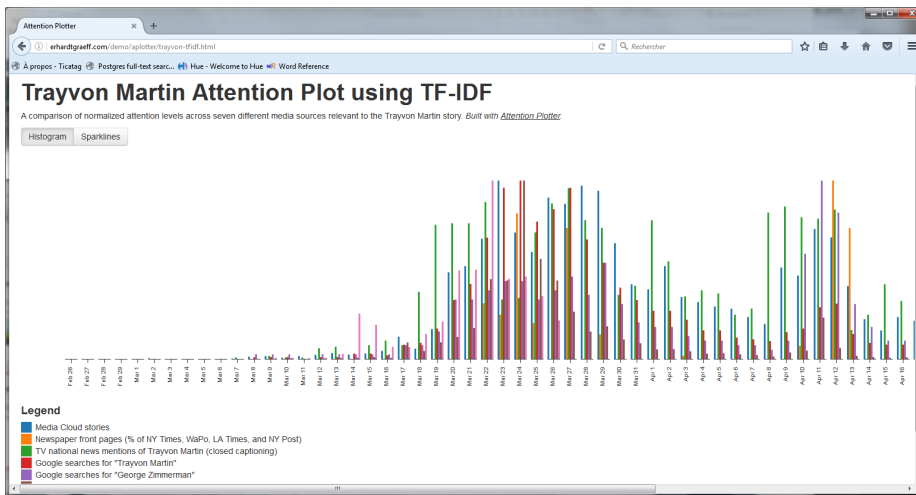 Attention Plotter
erhardtgraeff.com/demo/aplotter/trayvon-tfidf.html
Rechercher
À propos - Ticatag
Postgres full-text searc...
Hue - Welcome to Hue
Word Reference
Trayvon Martin Attention Plot using TF-IDF
A comparison of normalized attention levels across seven different media sources relevant to the Trayvon Martin story. Built with Attention Plotter.
Histogram
Sparklines
Feb 26
Feb 27
Feb 28
Feb 29
Mar 1
Mar 2
Mar 3
Mar 4
Mar 5
Mar 6
Mar 7
Mar 8
Mar 9
Mar 10
Mar 11
Mar 12
Mar 13
Mar 14
Mar 15
Mar 16
Mar 17
Mar 18
Mar 19
Mar 20
Mar 21
Mar 22
Mar 23
Mar 24
Mar 25
Mar 26
Mar 27
Mar 28
Mar 29
Mar 30
Mar 31
Apr 1
Apr 2
Apr 3
Apr 4
Apr 5
Apr 6
Apr 7
Apr 8
Apr 9
Apr 10
Apr 11
Apr 12
Apr 13
Apr 14
Apr 15
Apr 16
Legend
Media Cloud stories
Newspaper front pages (% of NY Times, WaPo, LA Times, and NY Post)
TV national news mentions of Trayvon Martin (closed captioning)
Google searches for "Trayvon Martin"
Google searches for "George Zimmerman"